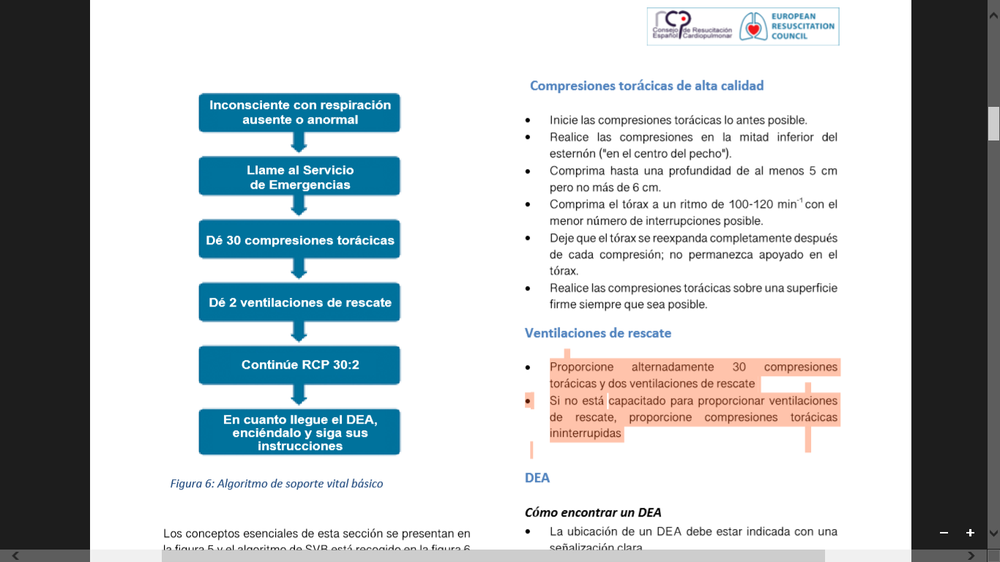 rcp
Consejo de Resucitación
Español Cardiopulmonar
EUROPEAN
RESUSCITATION
COUNCIL
Inconsciente con respiración
ausente o anormal
Llame al Servicio
de Emergencias
Dé 30 compresiones torácicas
Dé 2 ventilaciones de rescate
Continúe RCP 30:2
En cuanto llegue el DEA,
enciéndalo y siga sus
instrucciones
Figura 6: Algoritmo de soporte vital básico
Los conceptos esenciales de esta sección se presentan en
la figura 5 y el algoritmo de SVB está recogido en la figura 6
Compresiones torácicas de alta calidad
• Inicie las compresiones torácicas lo antes posible.
• Realice las compresiones en la mitad inferior del
esternón ("en el centro del pecho").
• Comprima hasta una profundidad de al menos 5 cm
pero no más de 6 cm.
• Comprima el tórax a un ritmo de 100-120 min⁻¹ con el
menor número de interrupciones posible.
• Deje que el tórax se reexpanda completamente después
de cada compresión; no permanezca apoyado en el
tórax.
• Realice las compresiones torácicas sobre una superficie
firme siempre que sea posible.
Ventilaciones de rescate
• Proporcione alternadamente 30 compresiones
torácicas y dos ventilaciones de rescate
• Si no está capacitado para proporcionar ventilaciones
de rescate, proporcione compresiones torácicas
ininterrupidas
DEA
Cómo encontrar un DEA
• La ubicación de un DEA debe estar indicada con una
señalización clara